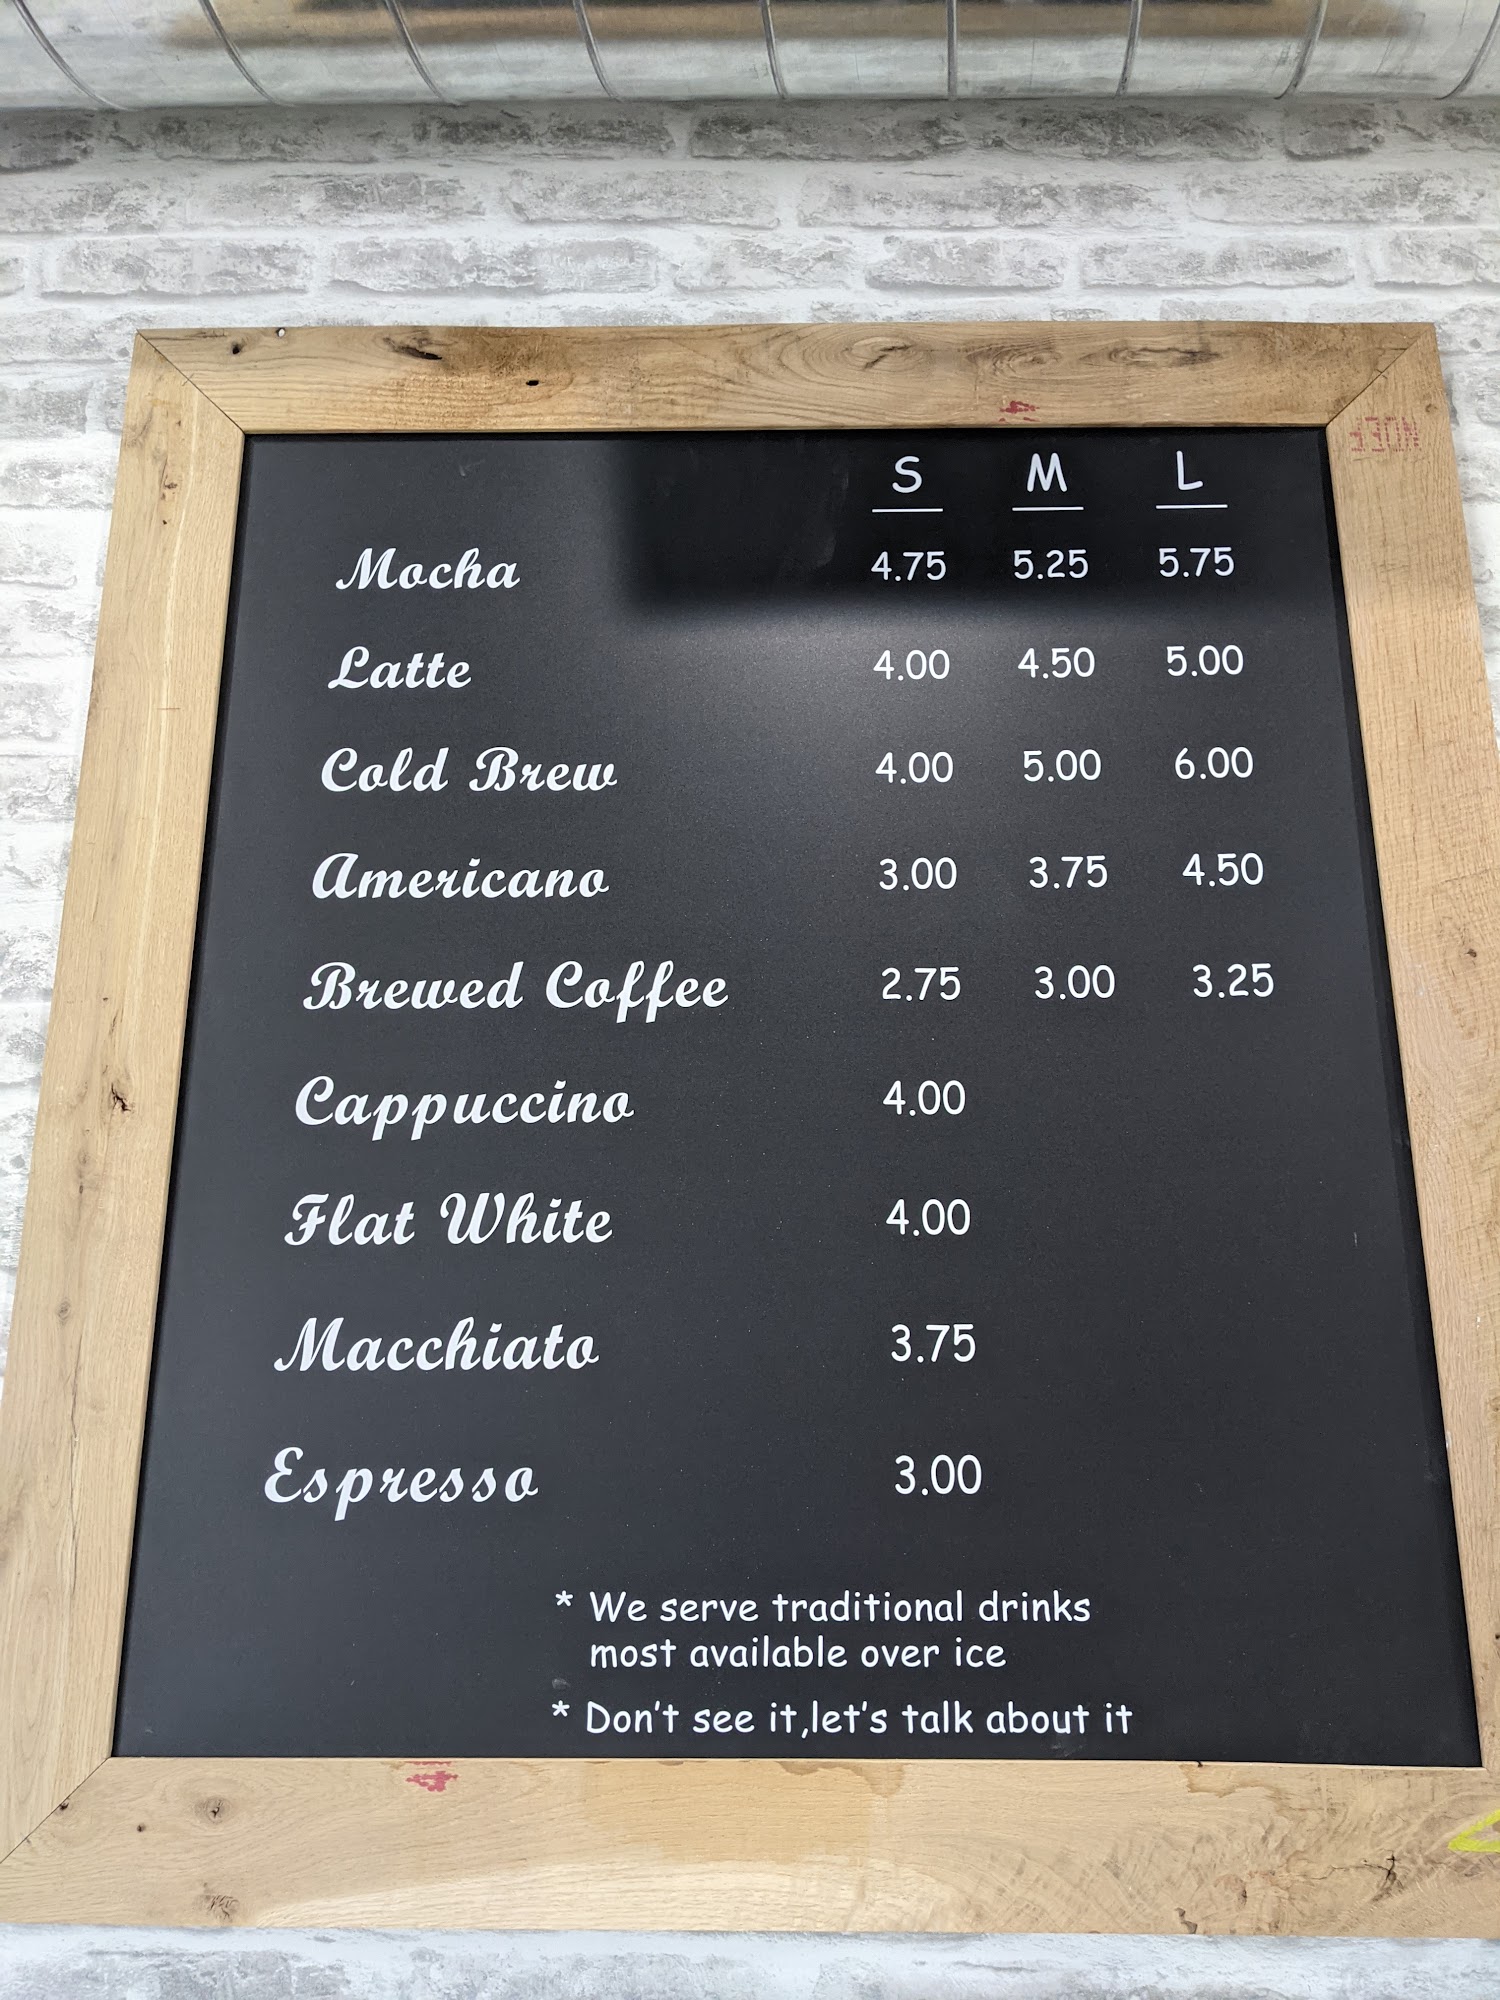 S M L
Mocha 4.75 5.25 5.75
Latte 4.00 4.50 5.00
Cold Brew 4.00 5.00 6.00
Americano 3.00 3.75 4.50
Brewed Coffee 2.75 3.00 3.25
Cappuccino 4.00
Flat White 4.00
Macchiato 3.75
Espresso 3.00
* We serve traditional drinks
most available over ice
* Don't see it,let's talk about it